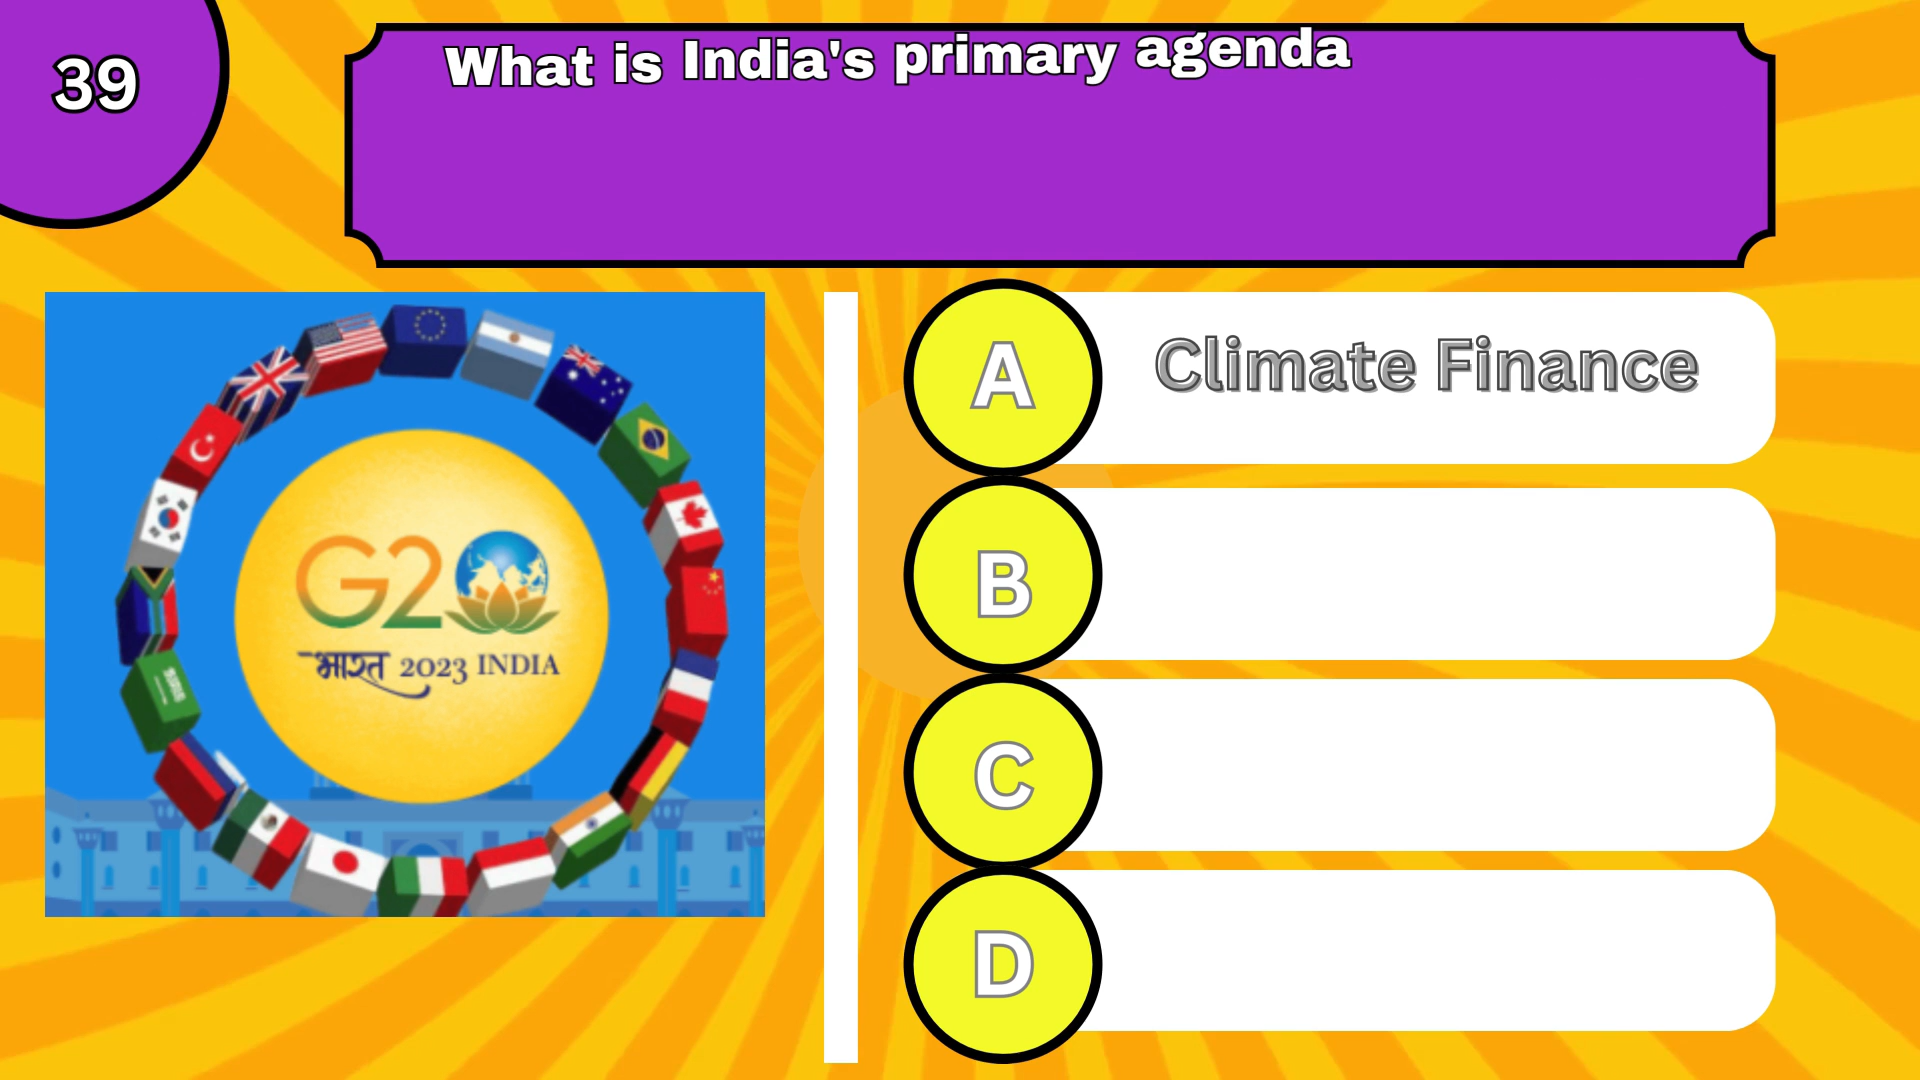 39
What is India's primary agenda
A
Climate Finance
B
C
D
G20
भारत 2023 INDIA